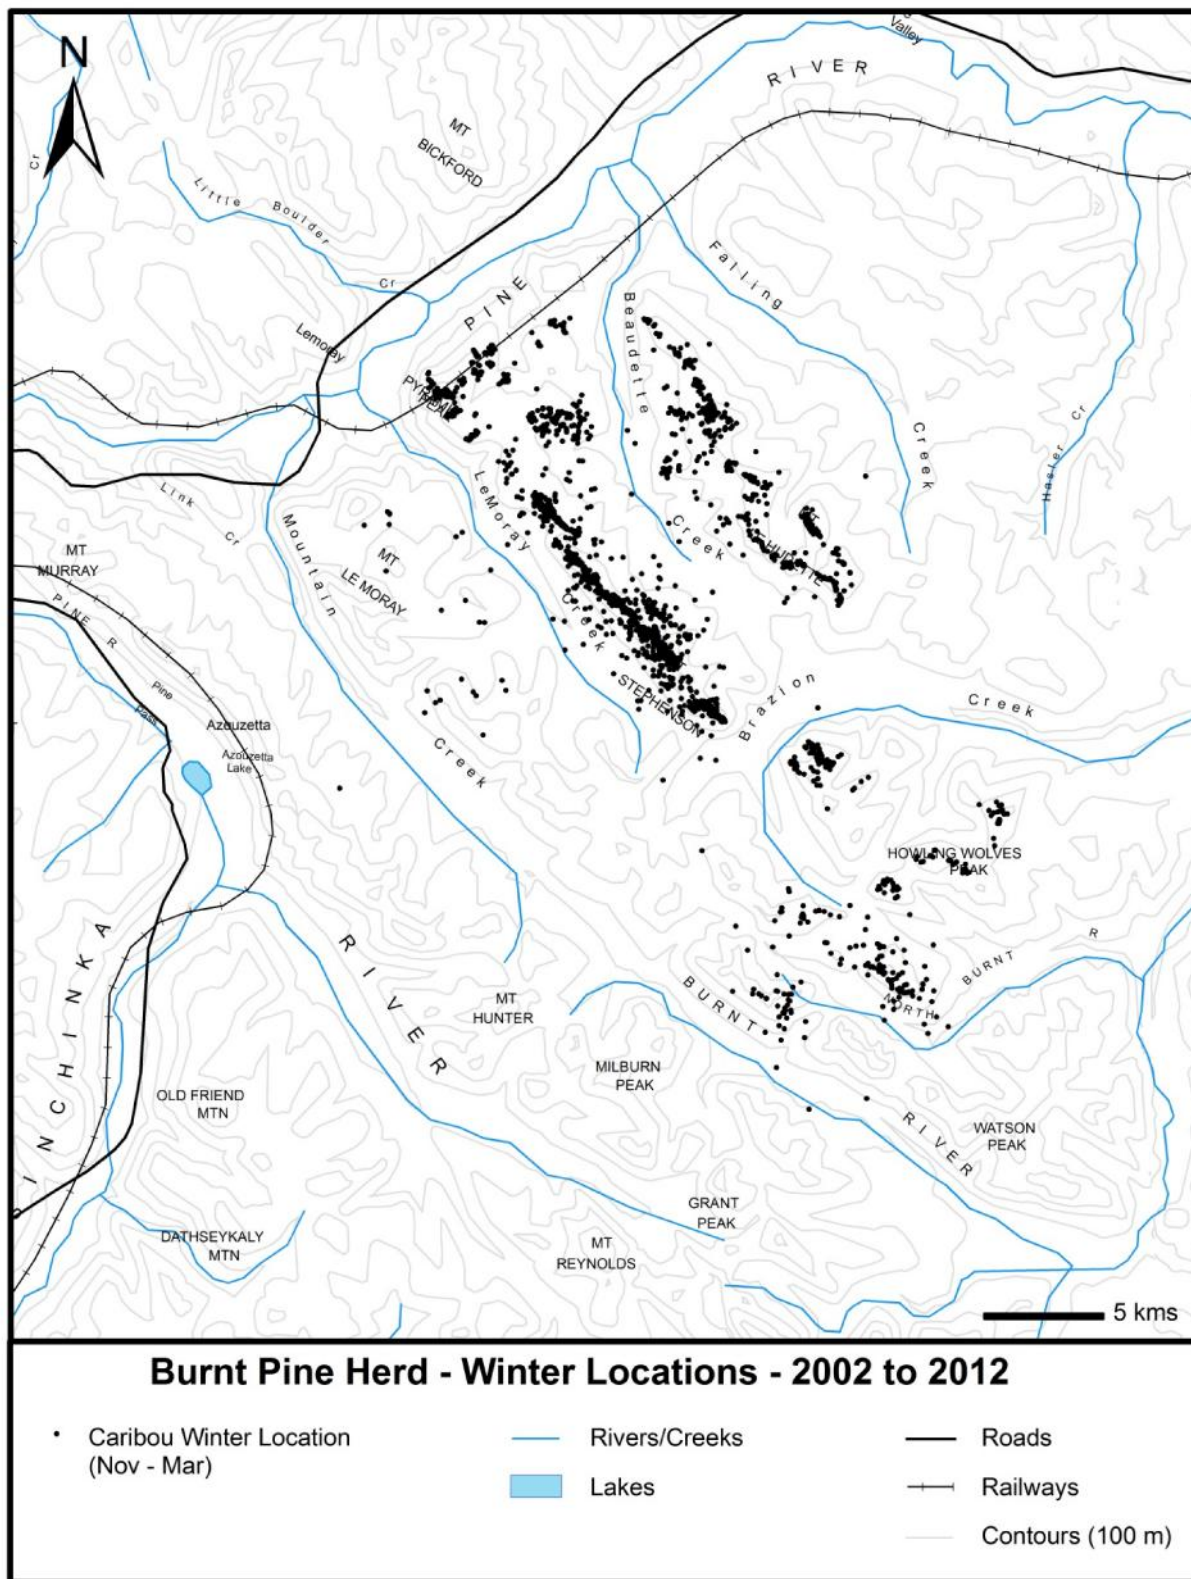 N
Valley
RIVER
MT
BICKFORD
Cr
Little Boulder Cr
Falling
Creek
PINE
Beaudette
Creek
Lemoray
PEAK
Hasler Cr
LeMoray
Creek
Link Cr
Mountain
Creek
MT
LE MORAY
MT
MURRAY
PINE R
Pine
Pass
Azouzetta
Azouzetta
Lake
STEPHENSON
Brazion
Creek
HOWLING WOLVES
PEAK
RIVER
BURNT
NORTH
BURNT
R
MT
HUNTER
MILBURN
PEAK
OLD FRIEND
MTN
RIVER
WATSON
PEAK
GRANT
PEAK
DATHSEYKALY
MTN
MT
REYNOLDS
5 kms
Burnt Pine Herd - Winter Locations - 2002 to 2012
Caribou Winter Location
(Nov - Mar)
Rivers/Creeks
Lakes
Roads
Railways
Contours (100 m)